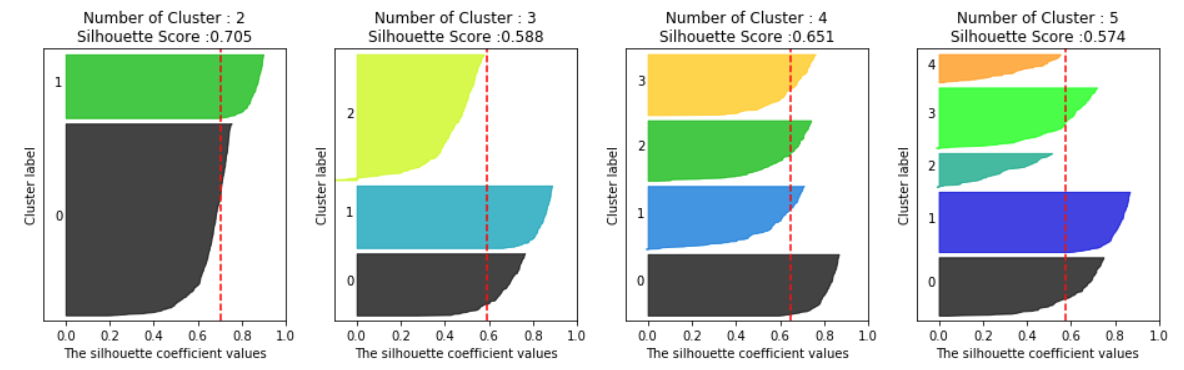 Number of Cluster : 2
Silhouette Score :0.705
1
0
Cluster label
0.0 0.2 0.4 0.6 0.8 1.0
The silhouette coefficient values
Number of Cluster : 3
Silhouette Score :0.588
2
1
0
Cluster label
0.0 0.2 0.4 0.6 0.8 1.0
The silhouette coefficient values
Number of Cluster : 4
Silhouette Score :0.651
3
2
1
0
Cluster label
0.0 0.2 0.4 0.6 0.8 1.0
The silhouette coefficient values
Number of Cluster : 5
Silhouette Score :0.574
4
3
2
1
0
Cluster label
0.0 0.2 0.4 0.6 0.8 1.0
The silhouette coefficient values